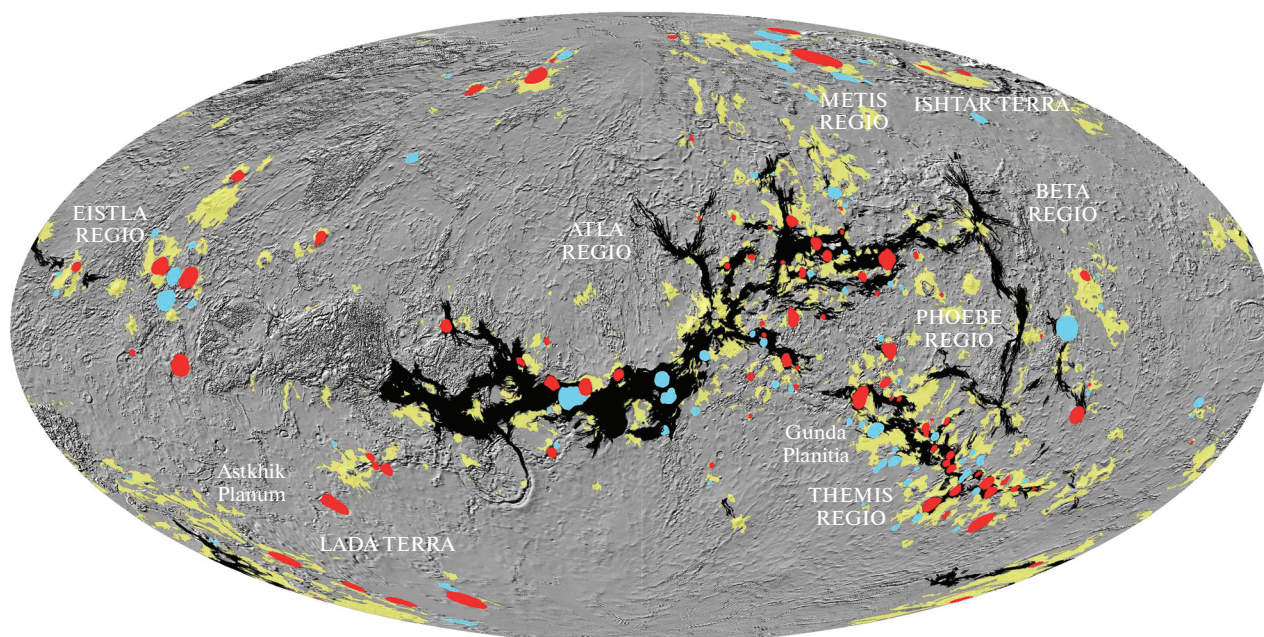 METIS
REGIO
ISHTAR TERRA
EISTLA
REGIO
ATLA
REGIO
BETA
REGIO
PHOEBE
REGIO
Gunda
Planitia
Astkhik
Planum
THEMIS
REGIO
LADA TERRA